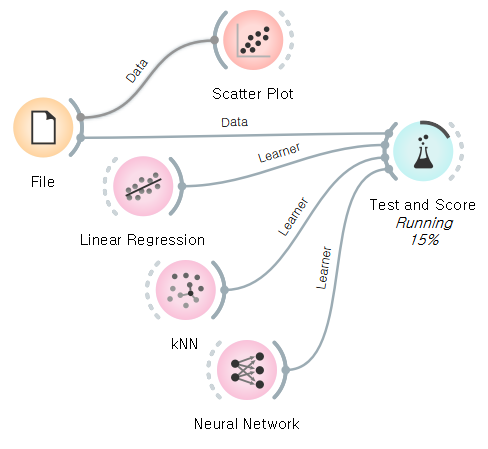 Data
Scatter Plot
Data
File
Learner
Test and Score
Running
15%
Linear Regression
Learner
kNN
Learner
Neural Network